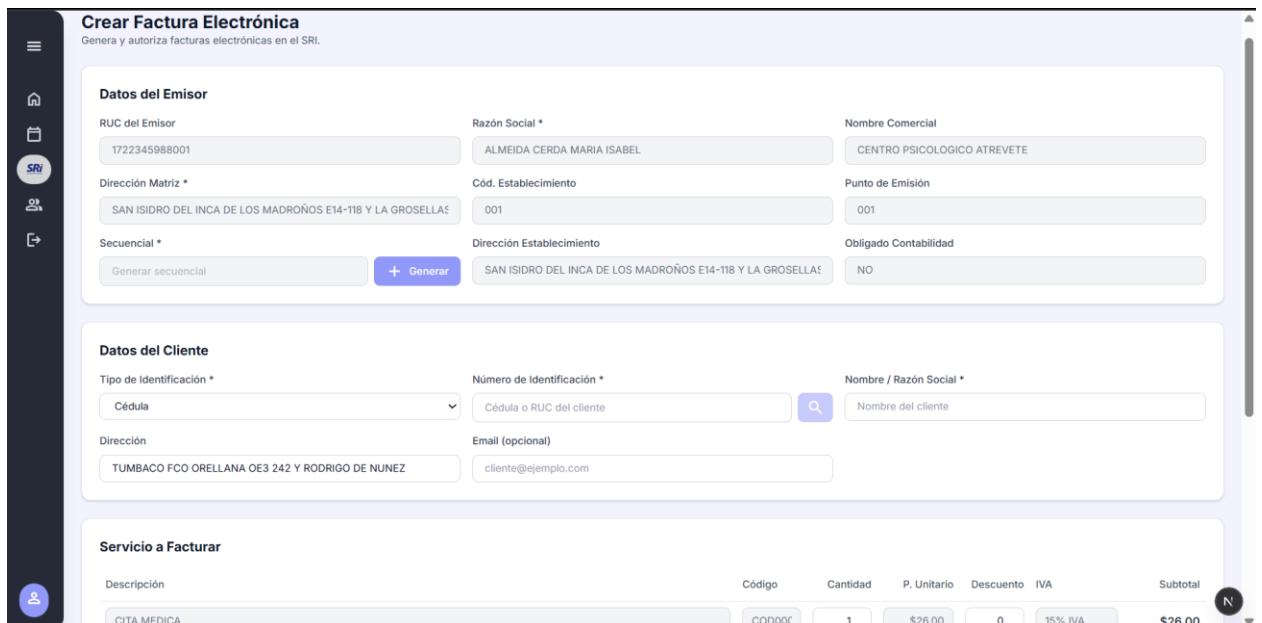 Crear Factura Electrónica
Genera y autoriza facturas electrónicas en el SRI.
SRi
Datos del Emisor
RUC del Emisor
Razón Social *
Nombre Comercial
1722345988001
ALMEIDA CERDA MARIA ISABEL
CENTRO PSICOLOGICO ATREVETE
Dirección Matriz *
Cód. Establecimiento
Punto de Emisión
SAN ISIDRO DEL INCA DE LOS MADROÑOS E14-118 Y LA GROSELLAS
001
001
Secuencial *
Dirección Establecimiento
Obligado Contabilidad
Generar secuencial
+ Generar
SAN ISIDRO DEL INCA DE LOS MADROÑOS E14-118 Y LA GROSELLAS
NO
Datos del Cliente
Tipo de Identificación *
Número de Identificación *
Nombre / Razón Social *
Cédula
Cédula o RUC del cliente
Nombre del cliente
Dirección
Email (opcional)
TUMBACO FCO ORELLANA OE3 242 Y RODRIGO DE NUNEZ
cliente@ejemplo.com
Servicio a Facturar
Descripción
Código
Cantidad
P. Unitario
Descuento
IVA
Subtotal
CITA MEDICA
COD000
1
$26.00
0
15% IVA
$26.00
N